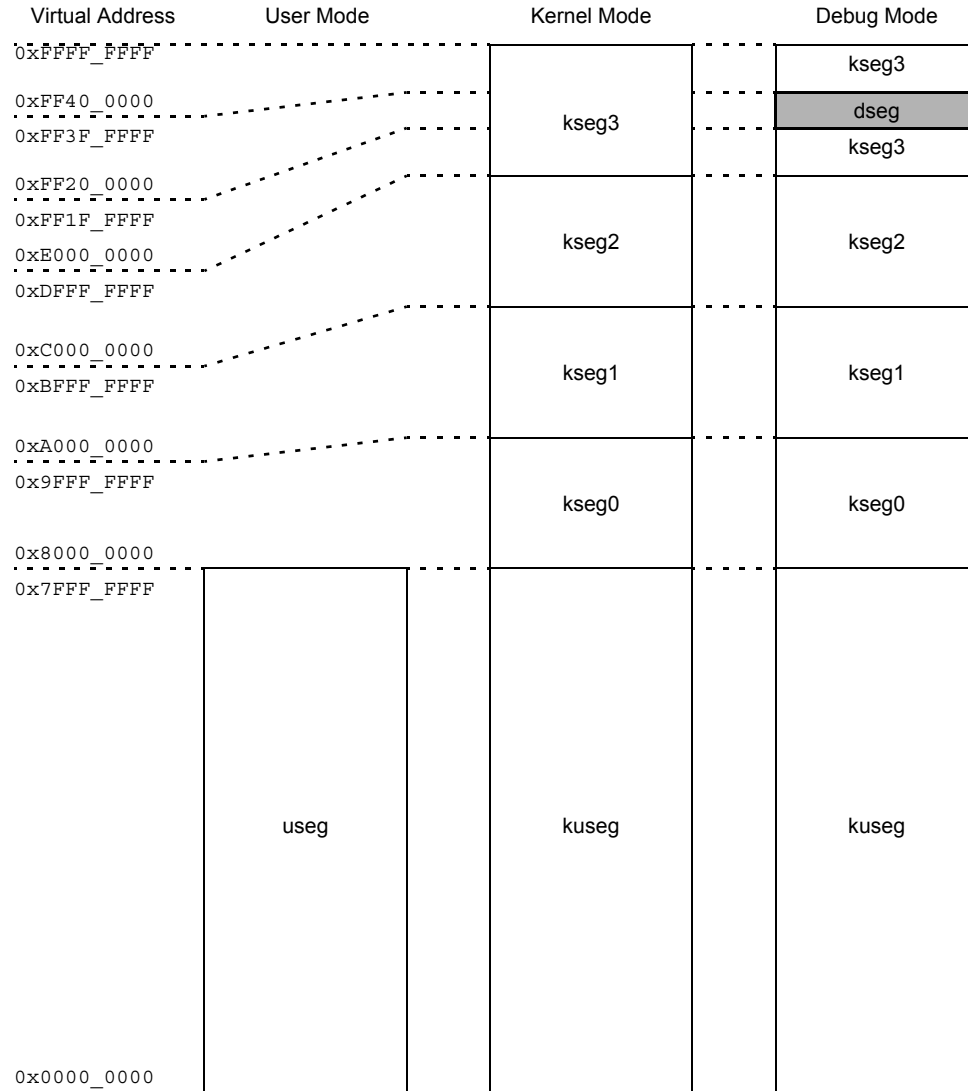 Virtual Address User Mode Kernel Mode Debug Mode
0xFFFF_FFFF
kseg3
0xFF40_0000
dseg
kseg3
0xFF3F_FFFF
kseg3
0xFF20_0000
0xFF1F_FFFF
kseg2 kseg2
0xE000_0000
0xDFFF_FFFF
0xC000_0000
kseg1 kseg1
0xBFFF_FFFF
0xA000_0000
0x9FFF_FFFF
kseg0 kseg0
0x8000_0000
0x7FFF_FFFF
useg kuseg kuseg
0x0000_0000